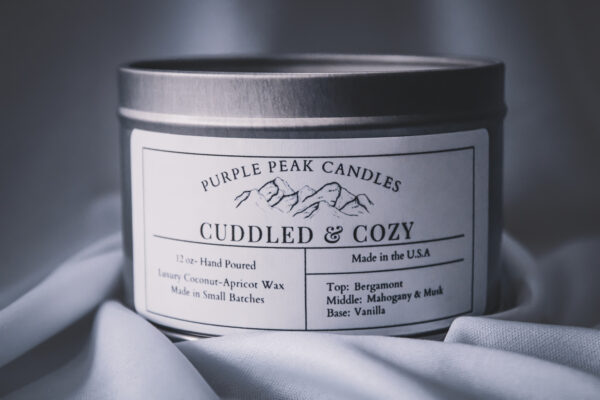 PURPLE PEAK CANDLES
CUDDLED & COZY
12 oz- Hand Poured
Luxury Coconut-Apricot Wax
Made in Small Batches
Made in the U.S.A
Top: Bergamont
Middle: Mahogany & Musk
Base: Vanilla